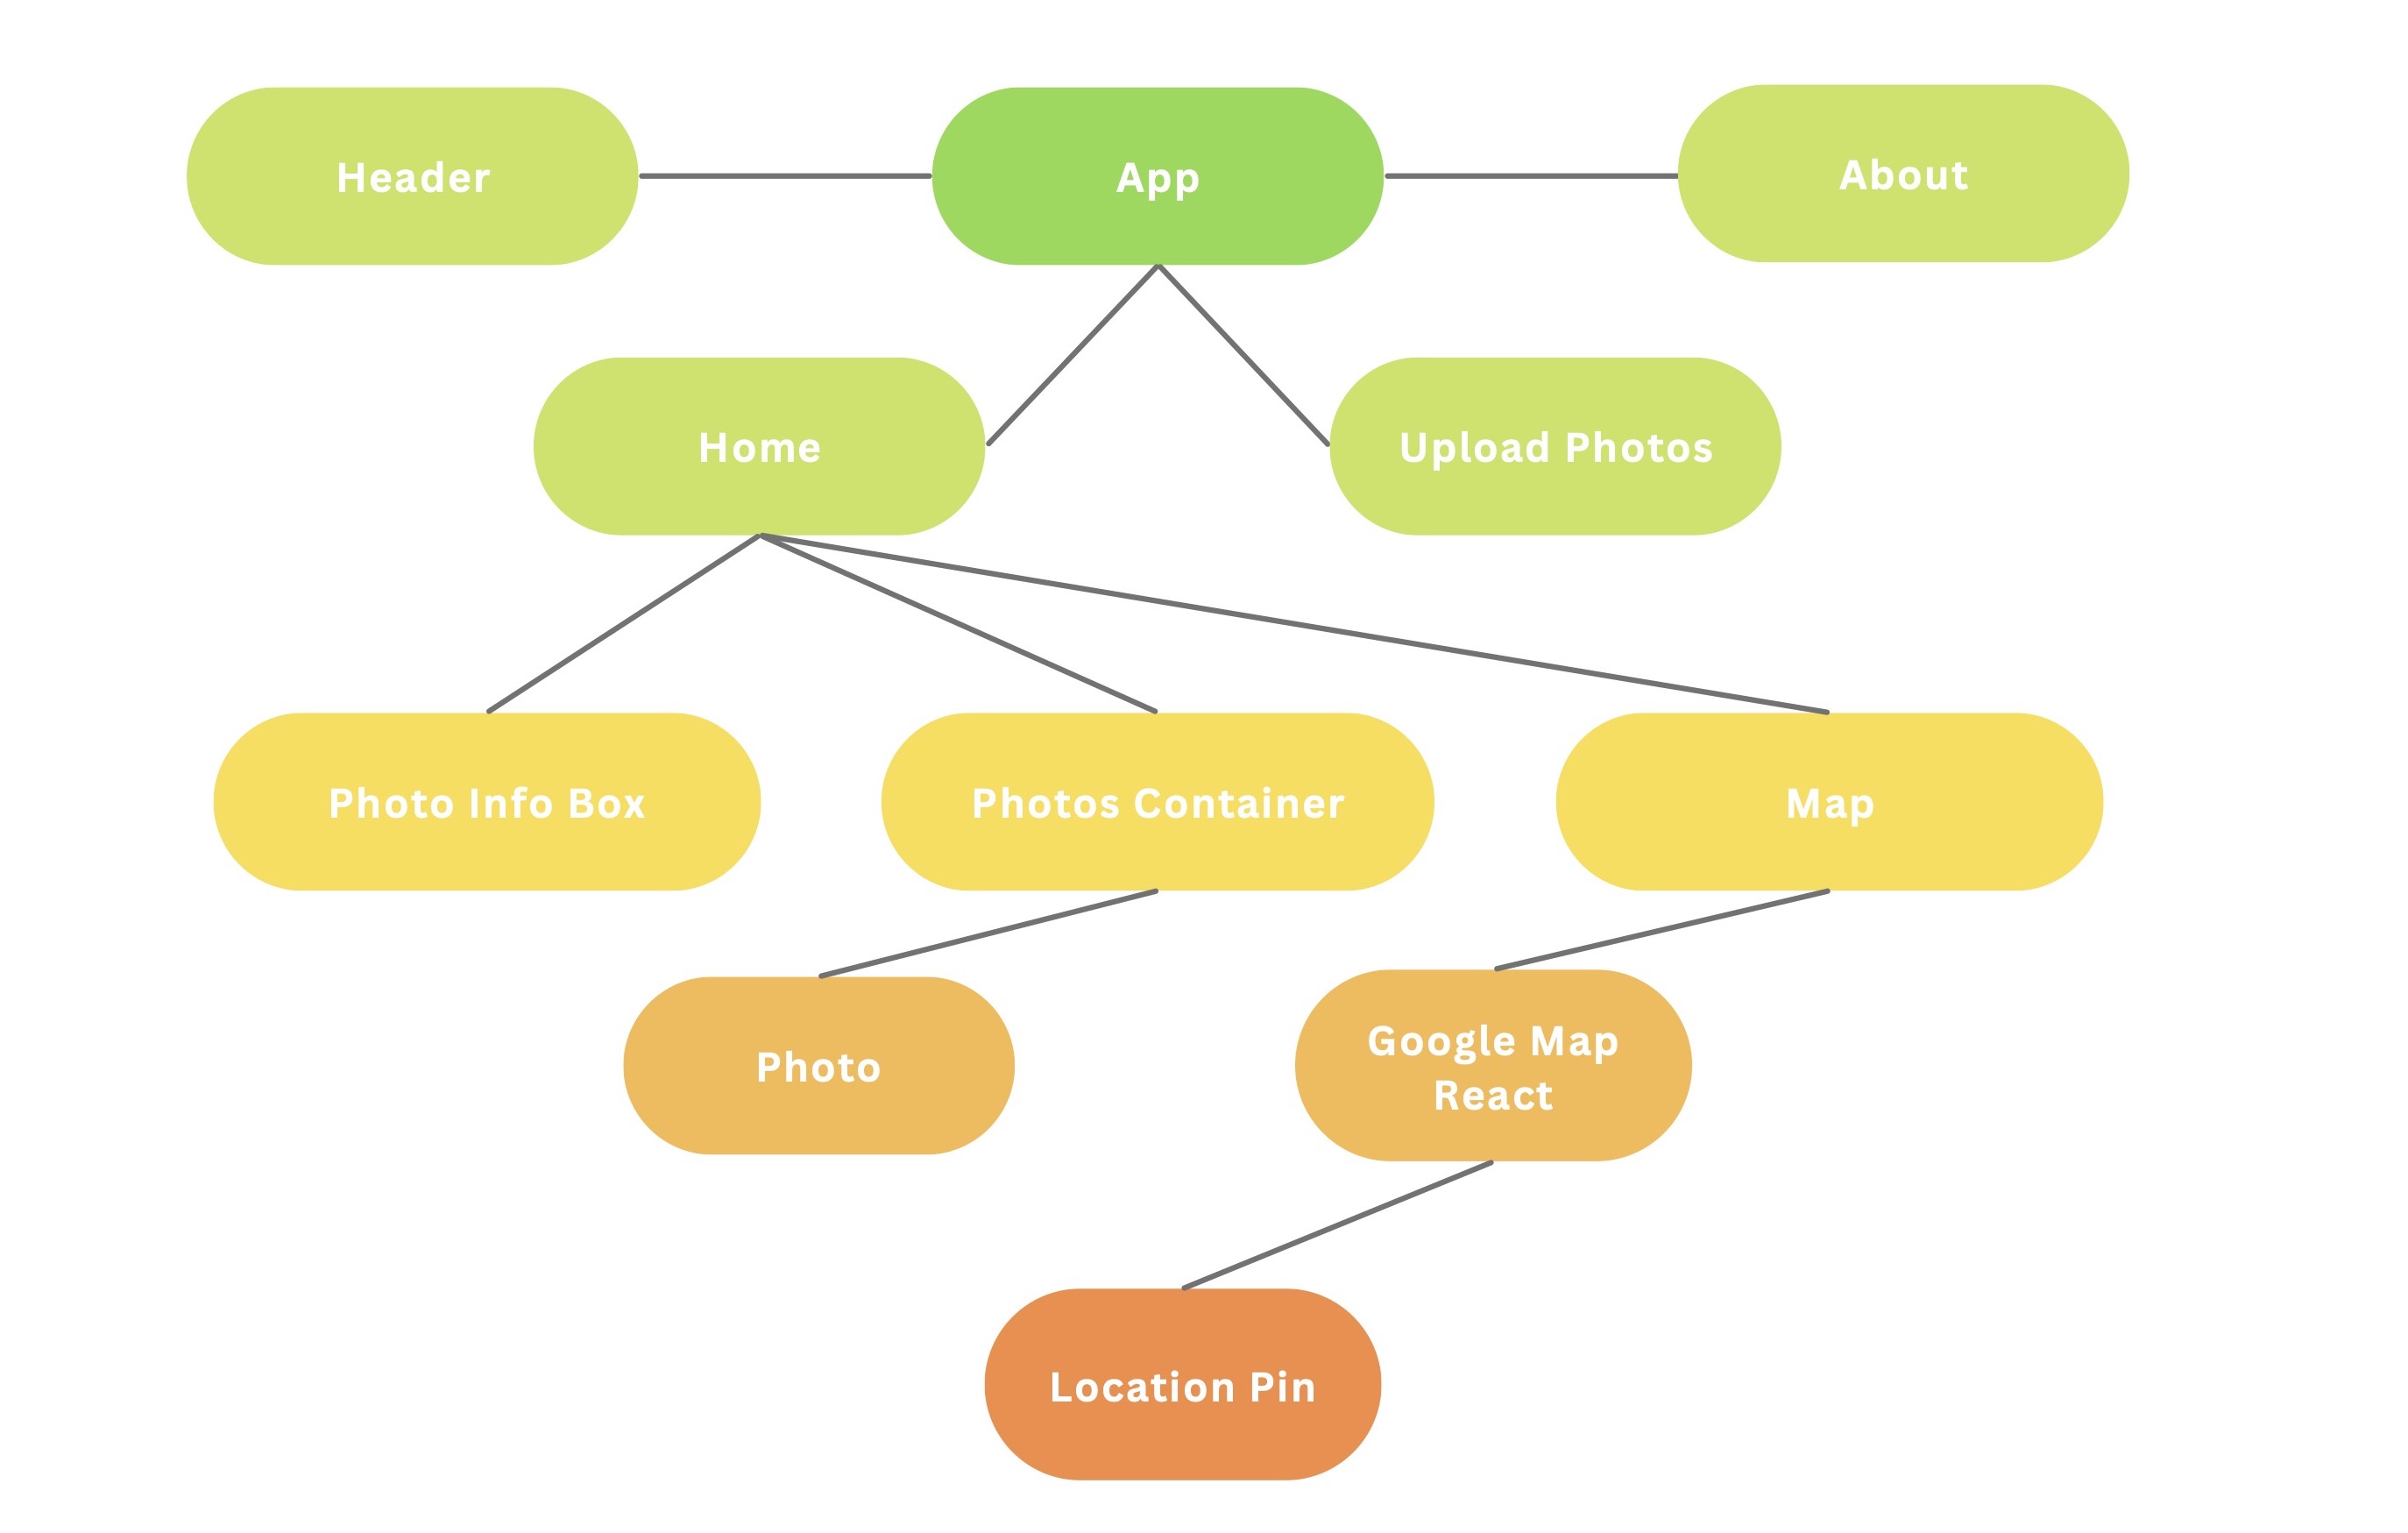 Header
App
About
Home
Upload Photos
Photo Info Box
Photos Container
Map
Photo
Google Map
React
Location Pin